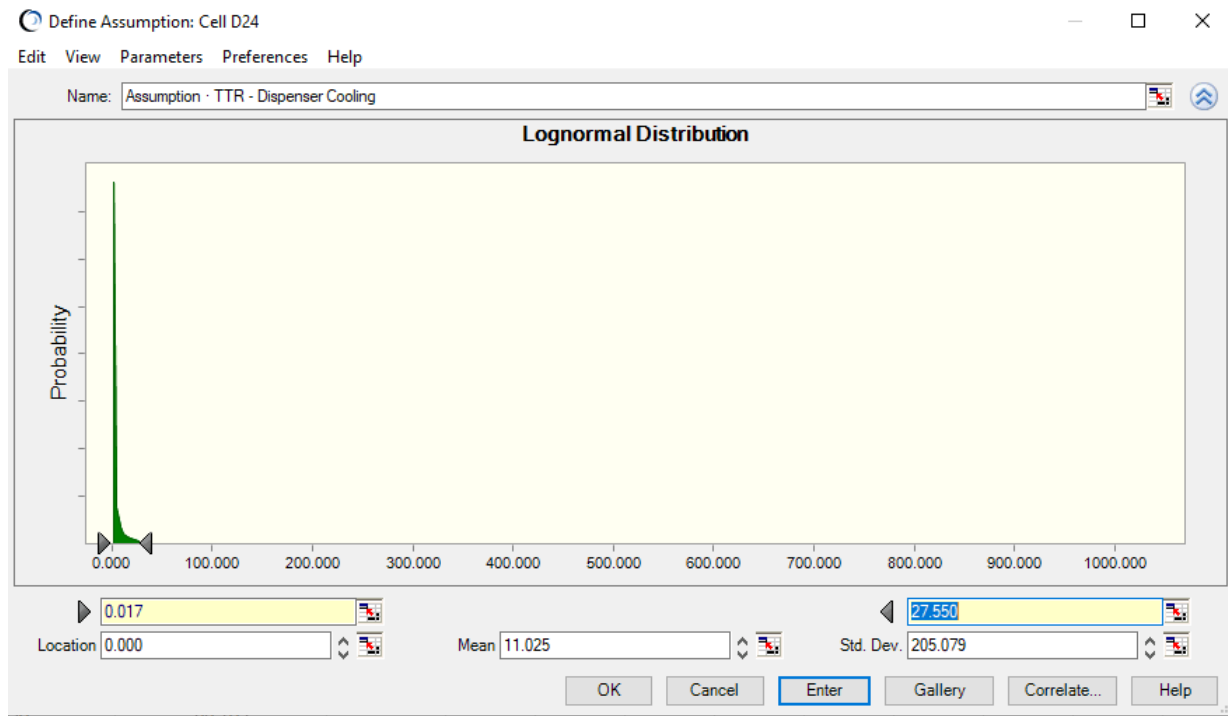 Define Assumption: Cell D24
Edit View Parameters Preferences Help
Name: Assumption · TTR - Dispenser Cooling
Lognormal Distribution
Probability
0.000 100.000 200.000 300.000 400.000 500.000 600.000 700.000 800.000 900.000 1000.000
0.017 27.550
Location 0.000 Mean 11.025 Std. Dev. 205.079
OK Cancel Enter Gallery Correlate... Help